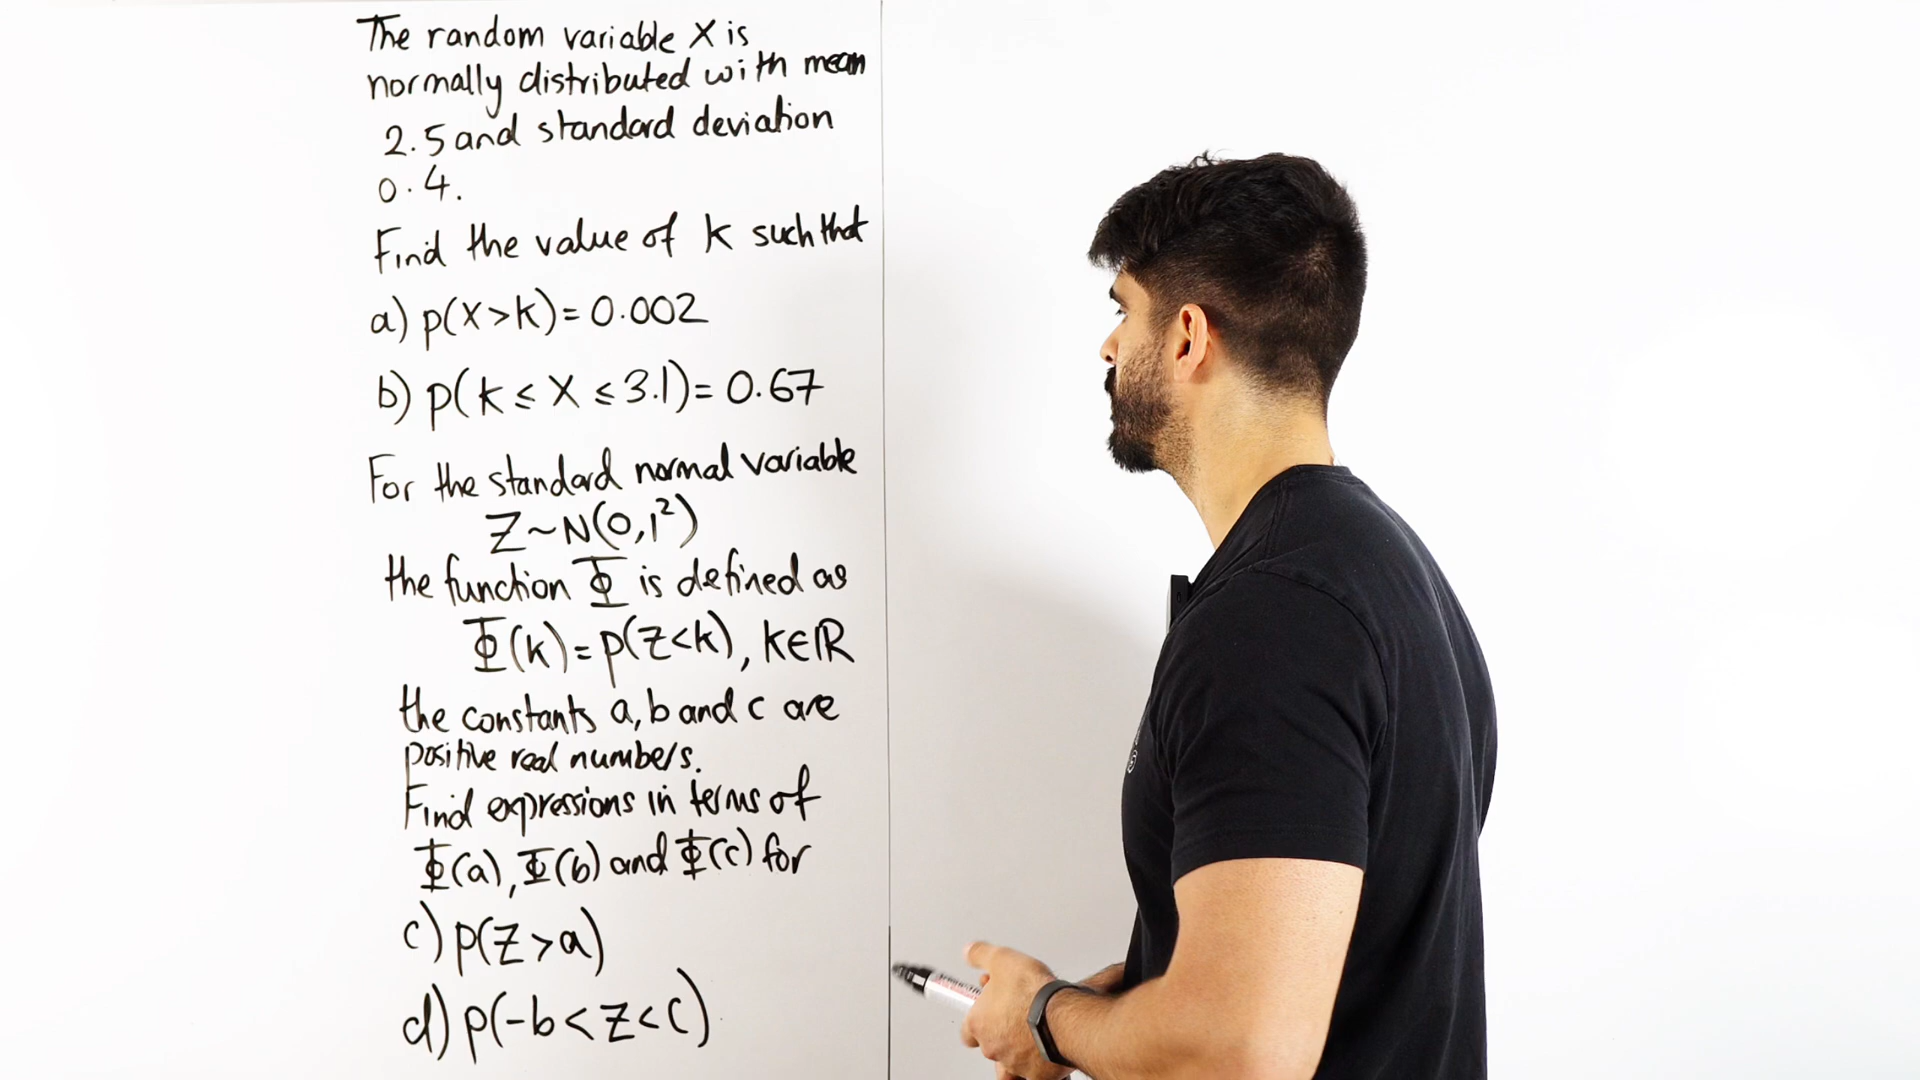 The random variable X is
normally distributed with mean
2.5 and standard deviation
0.4.
Find the value of k such that
a) p(X>k)=0.002
b) p(k≤X≤3.1)=0.67
For the standard normal variable
Z~N(0,1²)
the function Φ is defined as
Φ(k)=p(Z<k), k∈ℝ
the constants a, b and c are
positive real numbers.
Find expressions in terms of
Φ(a), Φ(b) and Φ(c) for
c) p(Z>a)
d) p(-b<Z<c)